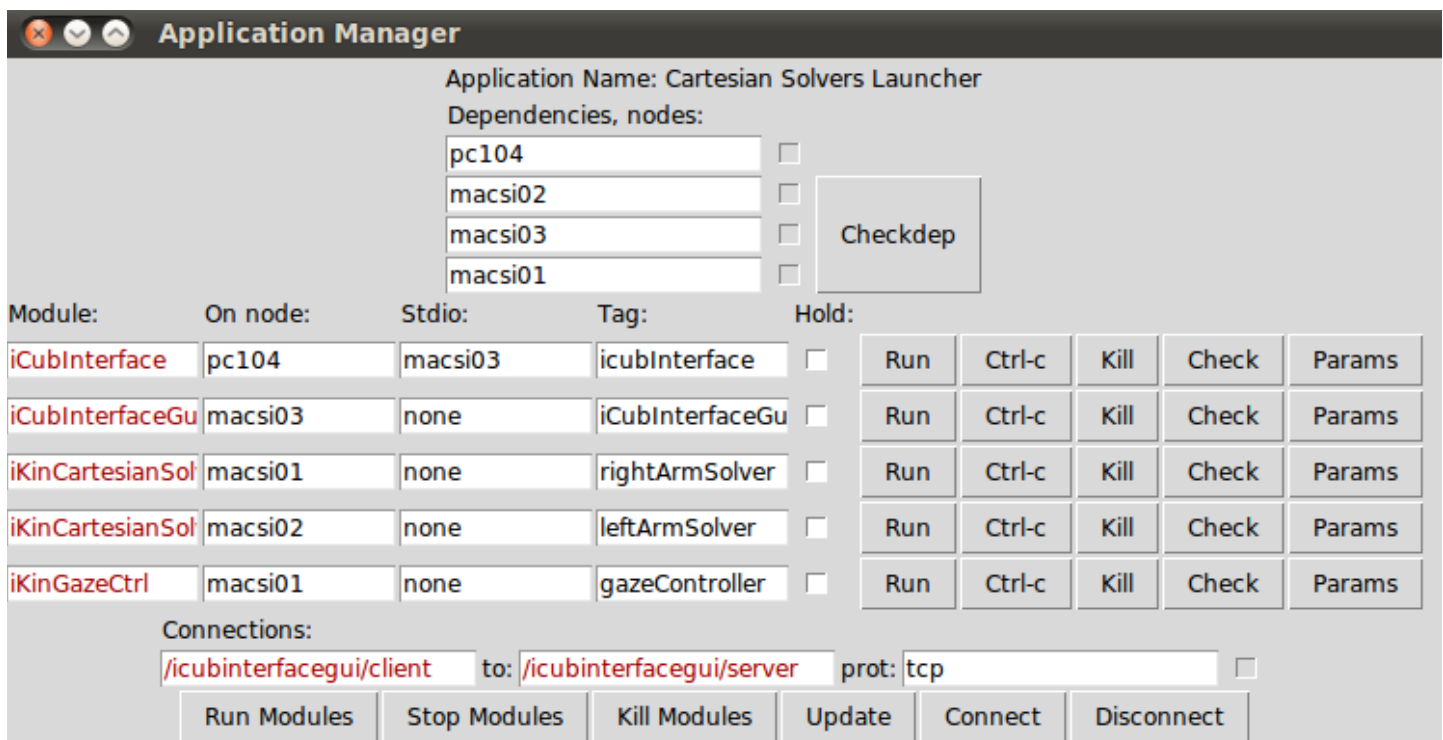 Application Manager
Application Name: Cartesian Solvers Launcher
Dependencies, nodes:
pc104
macsi02
macsi03
Checkdep
macsi01
Module: On node: Stdio: Tag: Hold:
iCubInterface pc104 macsi03 icubInterface Run Ctrl-c Kill Check Params
iCubInterfaceGu macsi03 none iCubInterfaceGu Run Ctrl-c Kill Check Params
iKinCartesianSol macsi01 none rightArmSolver Run Ctrl-c Kill Check Params
iKinCartesianSol macsi02 none leftArmSolver Run Ctrl-c Kill Check Params
iKinGazeCtrl macsi01 none gazeController Run Ctrl-c Kill Check Params
Connections:
/icubinterfacegui/client to: /icubinterfacegui/server prot: tcp
Run Modules Stop Modules Kill Modules Update Connect Disconnect